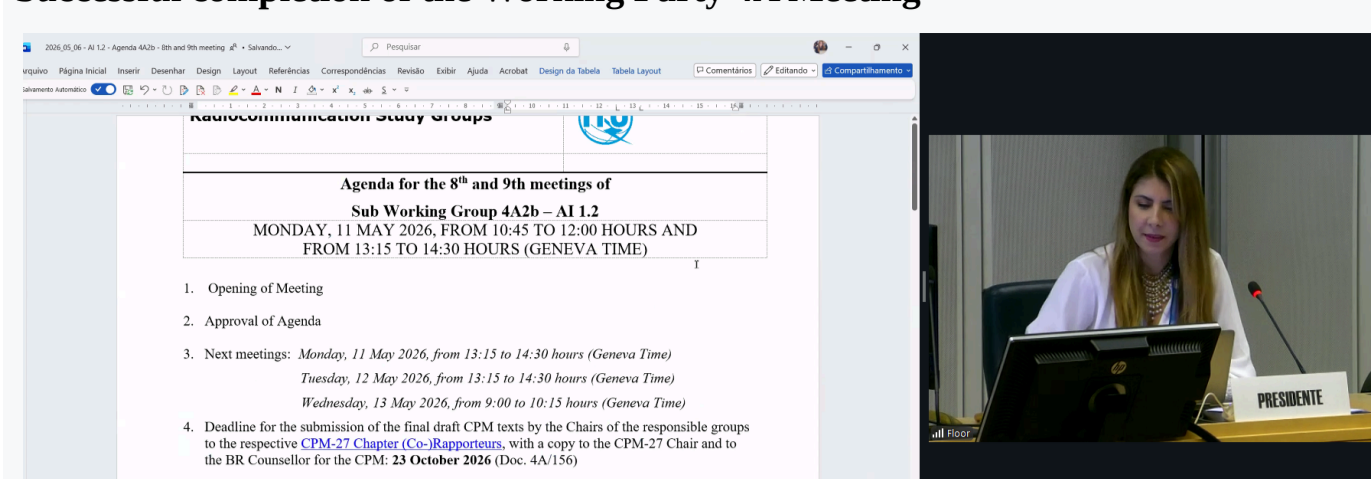 Successful completion of the Working Party 4A Meeting
2026_05_06 - AI 1.2 - Agenda 4A2b - 8th and 9th meeting • Salvando...
Pesquisar
Página Inicial Inserir Desenhar Design Layout Referências Correspondências Revisão Exibir Ajuda Acrobat Design da Tabela Tabela Layout Comentários Editando Compartilhamento
Automático
Radiocommunication Study Groups
Agenda for the 8th and 9th meetings of
Sub Working Group 4A2b – AI 1.2
MONDAY, 11 MAY 2026, FROM 10:45 TO 12:00 HOURS AND
FROM 13:15 TO 14:30 HOURS (GENEVA TIME)
1. Opening of Meeting
2. Approval of Agenda
3. Next meetings: Monday, 11 May 2026, from 13:15 to 14:30 hours (Geneva Time)
Tuesday, 12 May 2026, from 13:15 to 14:30 hours (Geneva Time)
Wednesday, 13 May 2026, from 9:00 to 10:15 hours (Geneva Time)
4. Deadline for the submission of the final draft CPM texts by the Chairs of the responsible groups
to the respective CPM-27 Chapter (Co-)Rapporteurs, with a copy to the CPM-27 Chair and to
the BR Counsellor for the CPM: 23 October 2026 (Doc. 4A/156)
PRESIDENTE
hp
Floor